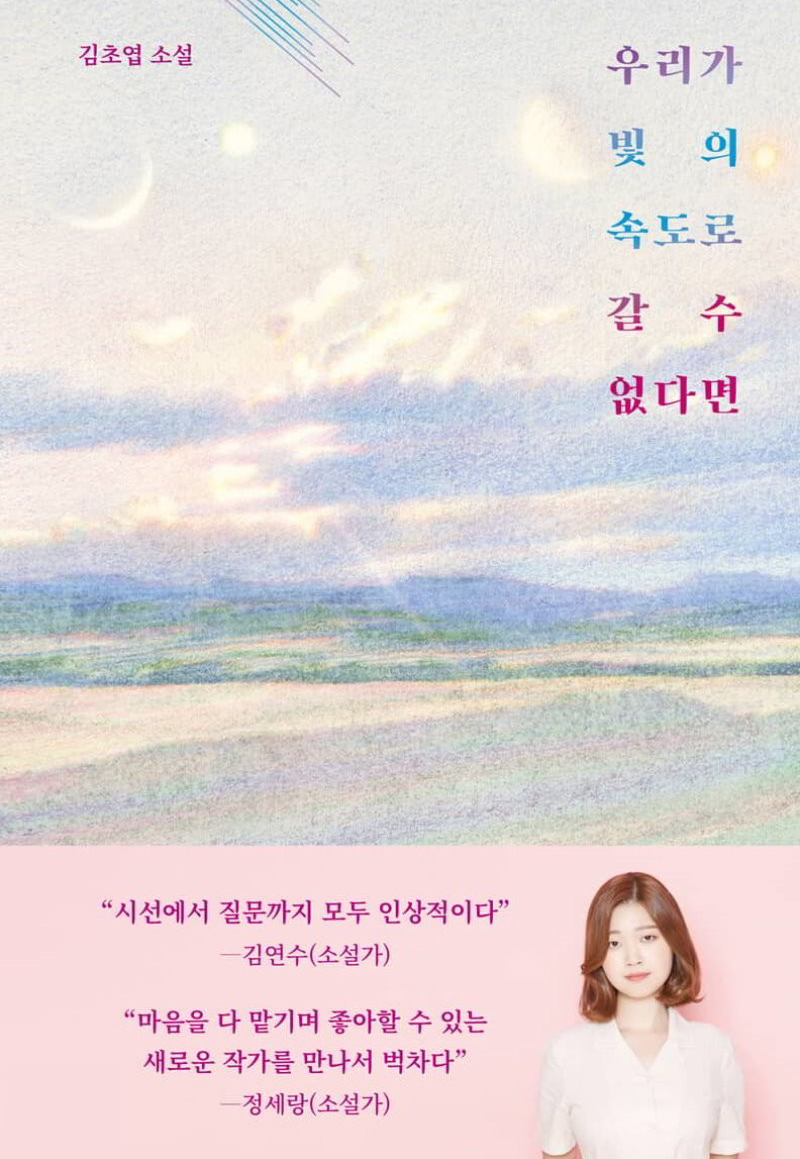 김초엽 소설
우리가
빛의
속도로
갈 수
없다면
“시선에서 질문까지 모두 인상적이다”
—김연수(소설가)
“마음을 다 맡기며 좋아할 수 있는
새로운 작가를 만나서 벅차다”
—정세랑(소설가)